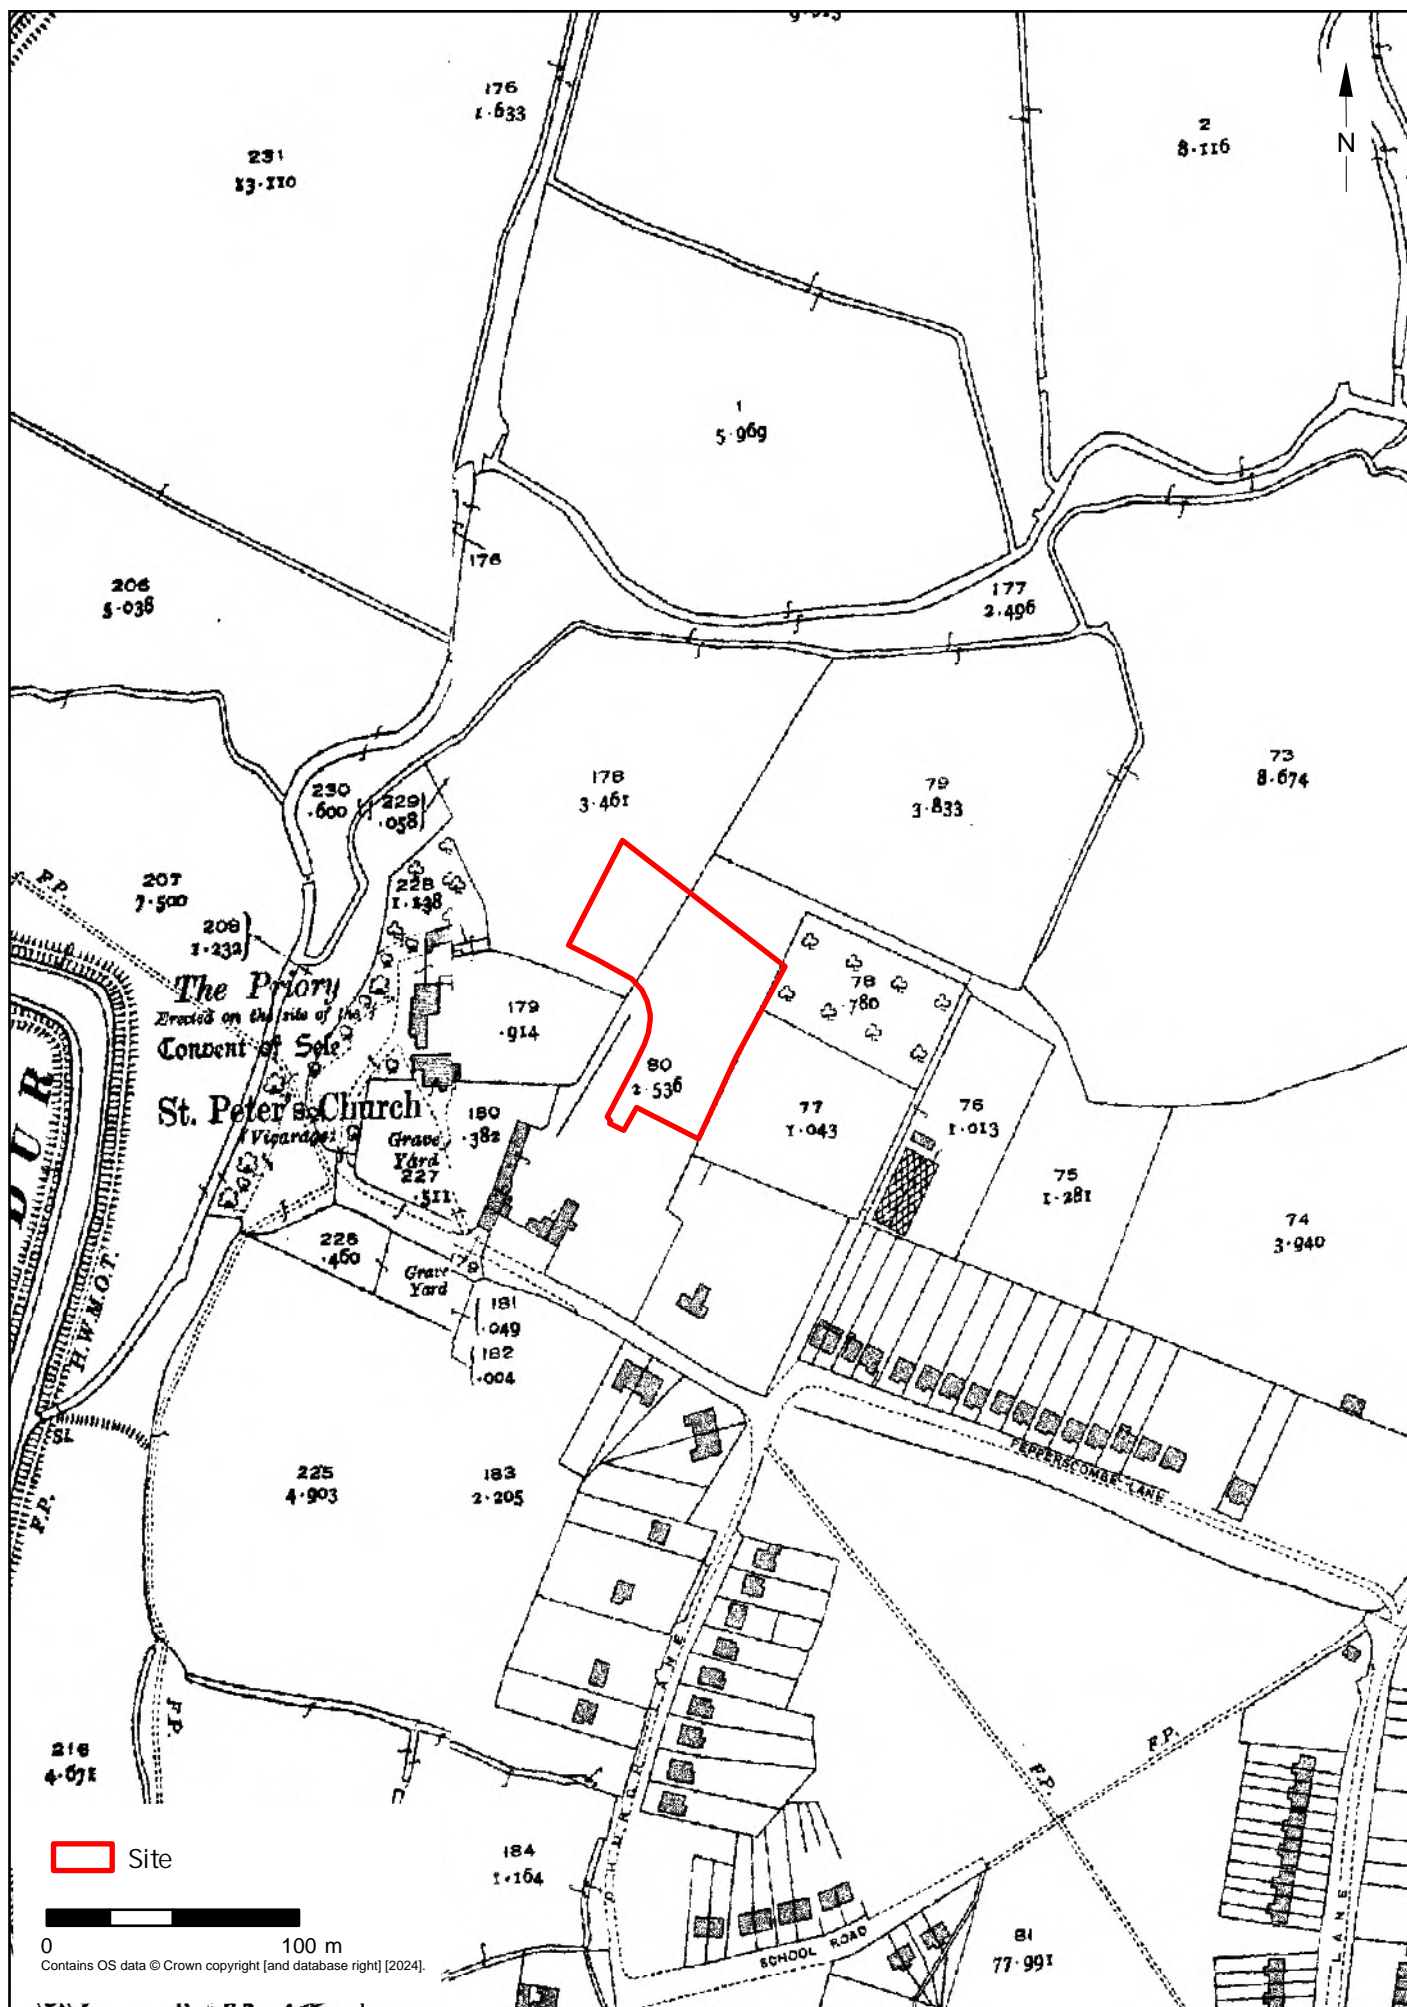 176
1·633
231
13·110
2
8·116
N
1
5·969
176
206
5·038
177
2·496
73
8·674
178
3·461
79
3·833
230
·600
229
·058
228
1·238
F.P.
207
7·500
208
1·232
78
·780
The Priory
Erected on the site of the
Convent of Sele
179
·914
80
2·536
77
1·043
76
1·013
St. Peter's Church
(Vicarage)
180
·382
Grave
Yard
227
·511
75
1·281
DUR
74
3·940
H.W.M.O.T.
226
·460
Grave
Yard
179
181
·049
182
·004
SL
F.P.
225
4·903
183
2·205
PEPPERSCOMBE LANE
CHURCH LANE
F.P.
F.P.
F.P.
216
4·671
Site
184
1·164
SCHOOL ROAD
81
77·991
LANE
0 100 m
Contains OS data © Crown copyright [and database right] [2024].